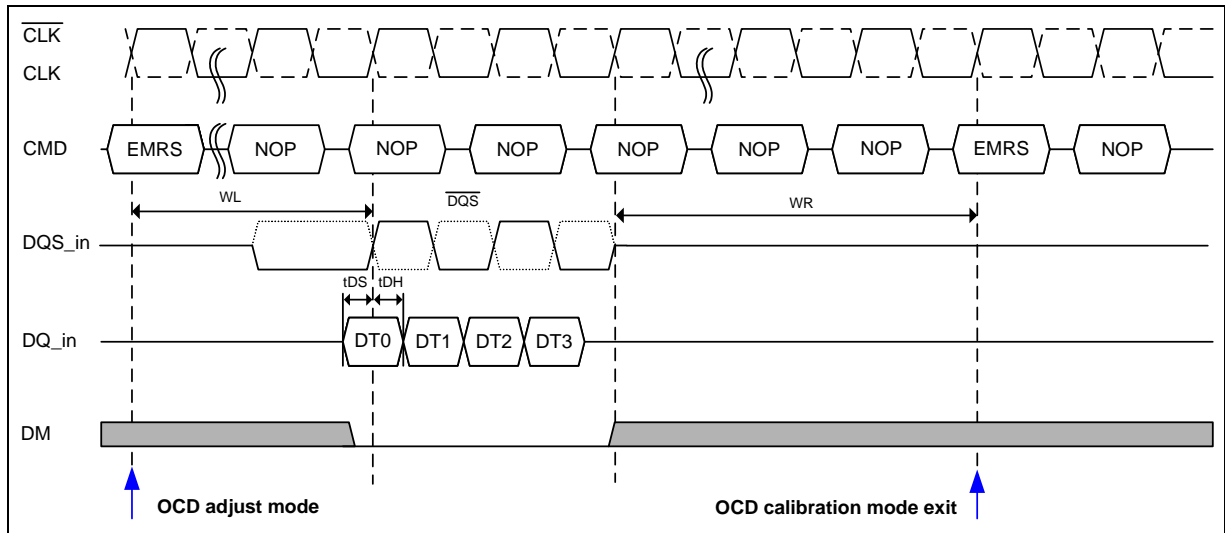 CLK
CLK
CMD EMRS NOP NOP NOP NOP NOP NOP EMRS NOP
WL DQS WR
DQS_in
tDS tDH
DQ_in DT0 DT1 DT2 DT3
DM
OCD adjust mode OCD calibration mode exit